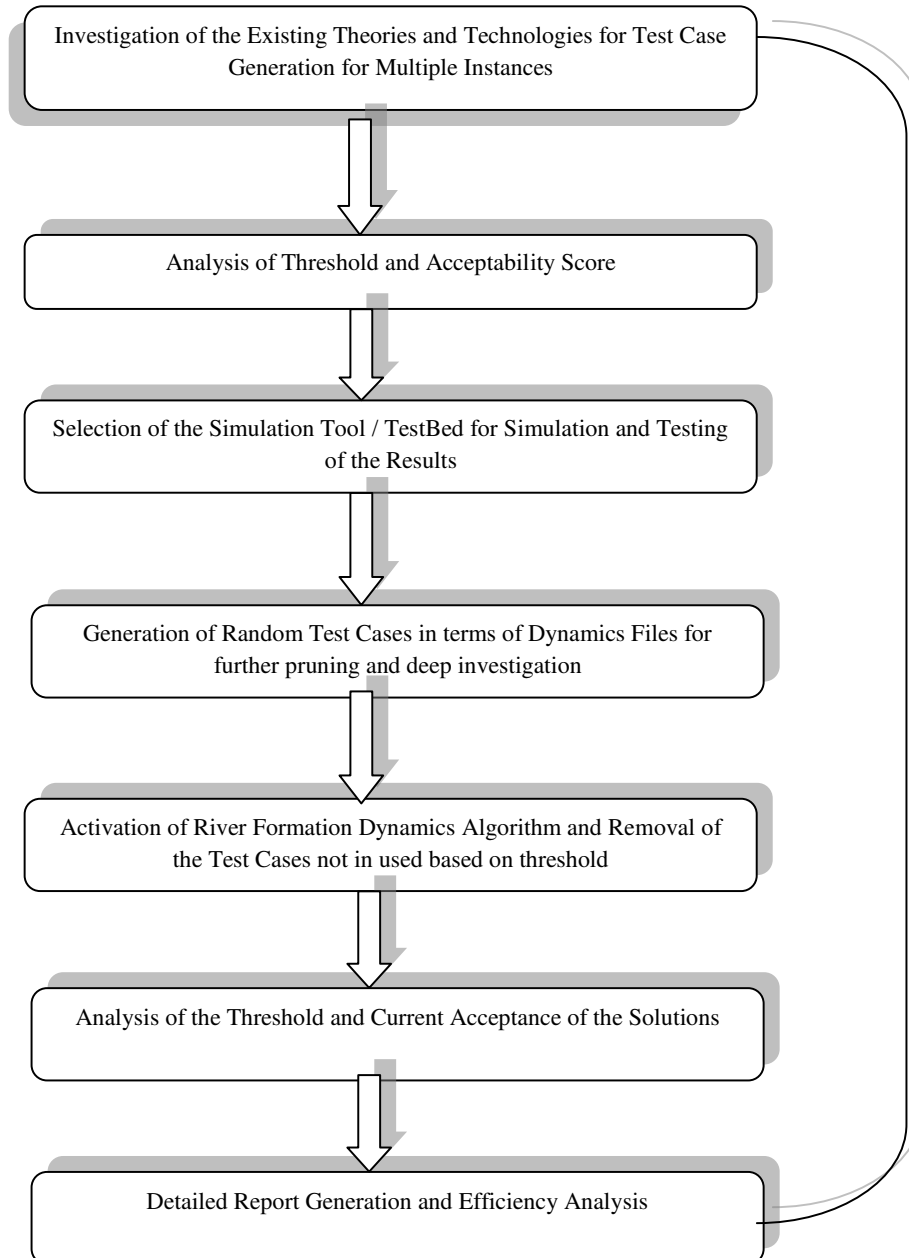 Investigation of the Existing Theories and Technologies for Test Case
Generation for Multiple Instances
Analysis of Threshold and Acceptability Score
Selection of the Simulation Tool / TestBed for Simulation and Testing
of the Results
Generation of Random Test Cases in terms of Dynamics Files for
further pruning and deep investigation
Activation of River Formation Dynamics Algorithm and Removal of
the Test Cases not in used based on threshold
Analysis of the Threshold and Current Acceptance of the Solutions
Detailed Report Generation and Efficiency Analysis